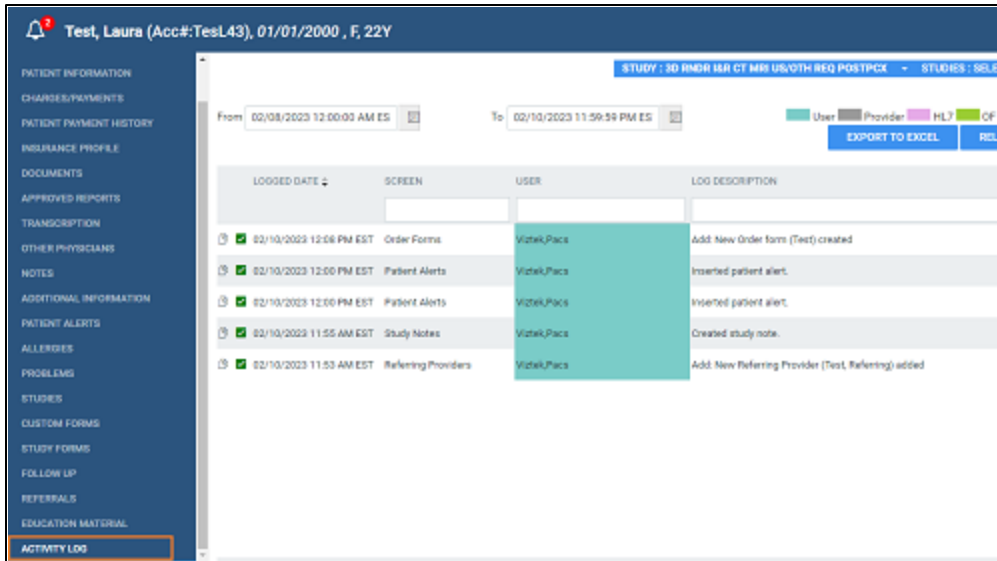 2
Test, Laura (Acc#:TesL43), 01/01/2000 , F, 22Y
PATIENT INFORMATION
CHARGES/PAYMENTS
PATIENT PAYMENT HISTORY
INSURANCE PROFILE
DOCUMENTS
APPROVED REPORTS
TRANSCRIPTION
OTHER PHYSICIANS
NOTES
ADDITIONAL INFORMATION
PATIENT ALERTS
ALLERGIES
PROBLEMS
STUDIES
CUSTOM FORMS
STUDY FORMS
FOLLOW UP
REFERRALS
EDUCATION MATERIAL
ACTIVITY LOG
STUDY : 3D RNDR I&R CT MRI US/OTH REQ POSTPCX STUDIES : SELE
From 02/08/2023 12:00:00 AM ES To 02/10/2023 11:59:59 PM ES User Provider HL7 OF
EXPORT TO EXCEL REL
LOGGED DATE SCREEN USER LOG DESCRIPTION
02/10/2023 12:08 PM EST Order Forms Viztek,Pacs Add: New Order form (Test) created
02/10/2023 12:00 PM EST Patient Alerts Viztek,Pacs Inserted patient alert.
02/10/2023 12:00 PM EST Patient Alerts Viztek,Pacs Inserted patient alert.
02/10/2023 11:55 AM EST Study Notes Viztek,Pacs Created study note.
02/10/2023 11:53 AM EST Referring Providers Viztek,Pacs Add: New Referring Provider (Test, Referring) added